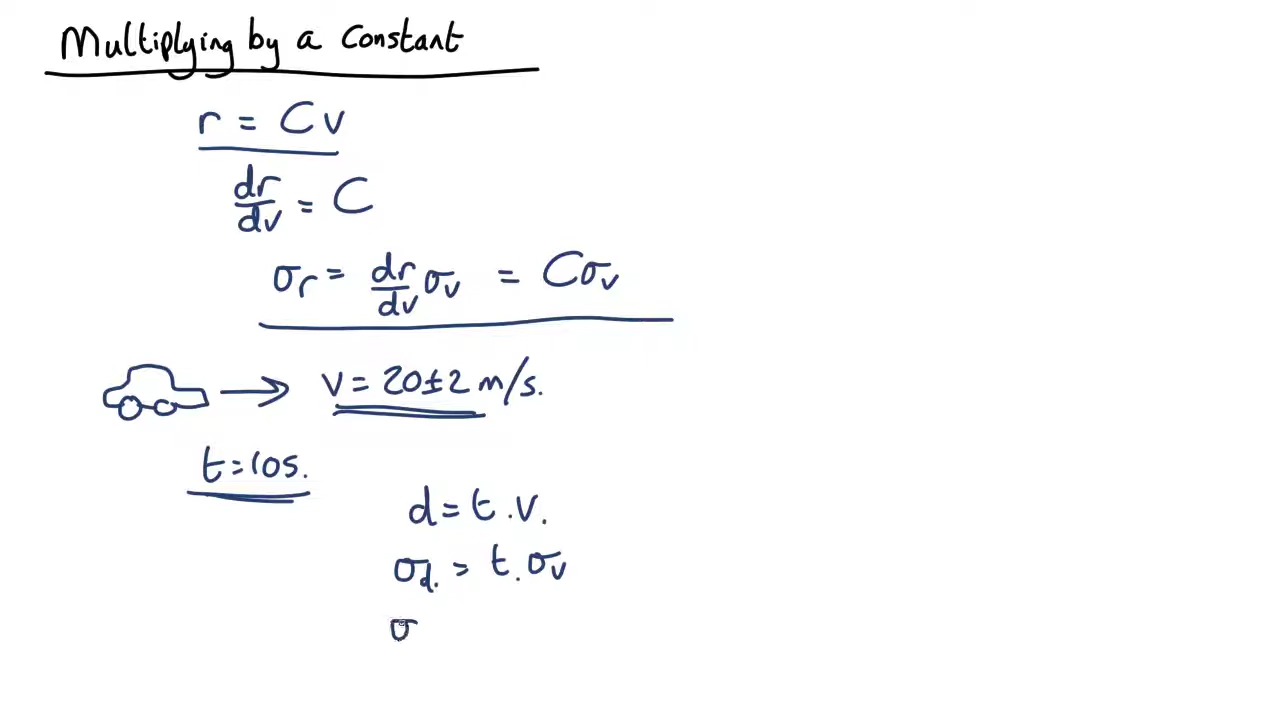 Multiplying by a Constant
r = Cv
dr/dv = C
σr = dr/dv σv = Cσv
v = 20±2 m/s.
t=10s.
d = t.v.
σd. = t.σv
σ